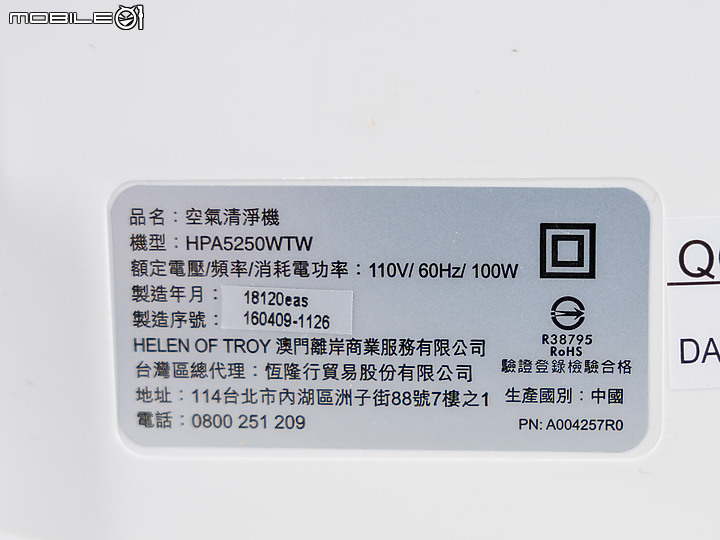 MOBILE01
品名：空氣清淨機
機型：HPA5250WTW
額定電壓/頻率/消耗電功率：110V/ 60Hz/ 100W
製造年月：18120eas
製造序號：160409-1126
HELEN OF TROY 澳門離岸商業服務有限公司
台灣區總代理：恆隆行貿易股份有限公司
地址：114台北市內湖區洲子街88號7樓之1
電話：0800 251 209
R38795
RoHS
驗證登錄檢驗合格
生產國別：中國
PN: A004257R0
DA